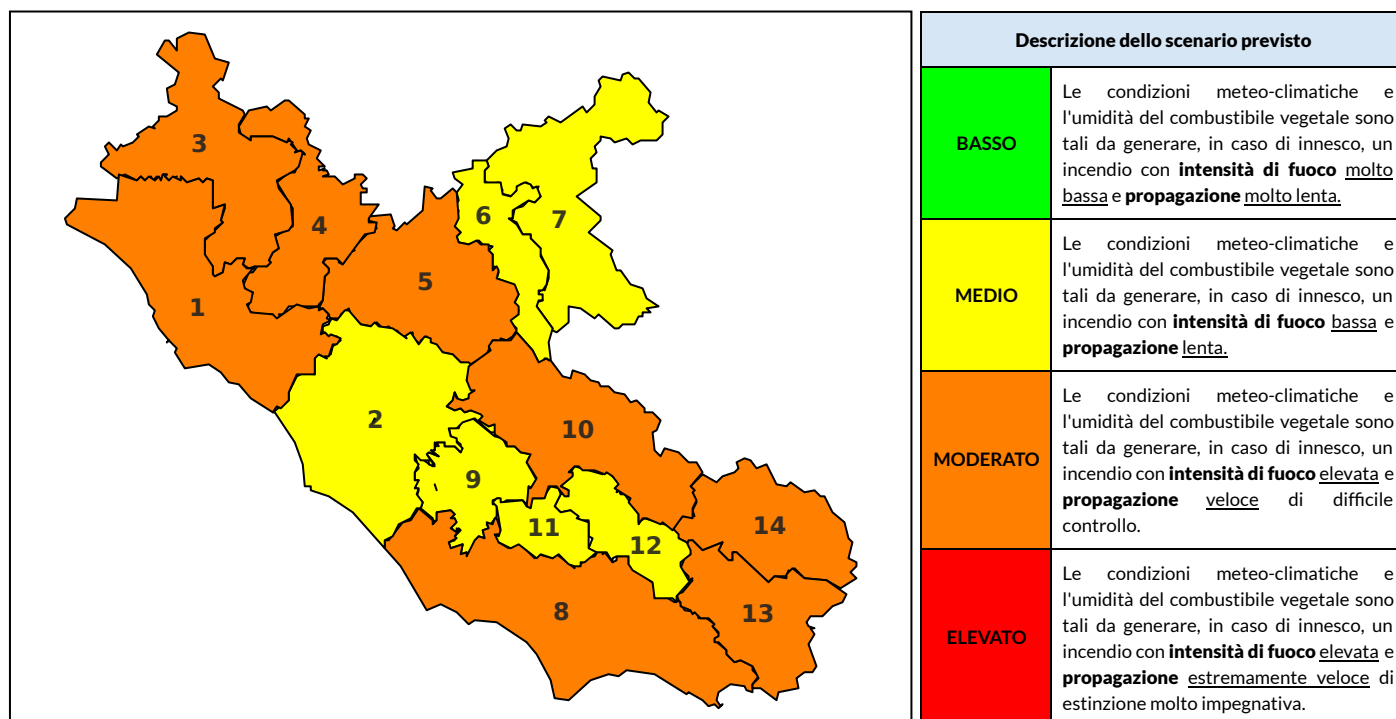 3
4
6
7
5
1
2
10
9
11
12
14
8
13
Descrizione dello scenario previsto
BASSO
Le condizioni meteo-climatiche e
l'umidità del combustibile vegetale sono
tali da generare, in caso di innesco, un
incendio con intensità di fuoco molto
bassa e propagazione molto lenta.
MEDIO
Le condizioni meteo-climatiche e
l'umidità del combustibile vegetale sono
tali da generare, in caso di innesco, un
incendio con intensità di fuoco bassa e
propagazione lenta.
MODERATO
Le condizioni meteo-climatiche e
l'umidità del combustibile vegetale sono
tali da generare, in caso di innesco, un
incendio con intensità di fuoco elevata e
propagazione veloce di difficile
controllo.
ELEVATO
Le condizioni meteo-climatiche e
l'umidità del combustibile vegetale sono
tali da generare, in caso di innesco, un
incendio con intensità di fuoco elevata e
propagazione estremamente veloce di
estinzione molto impegnativa.